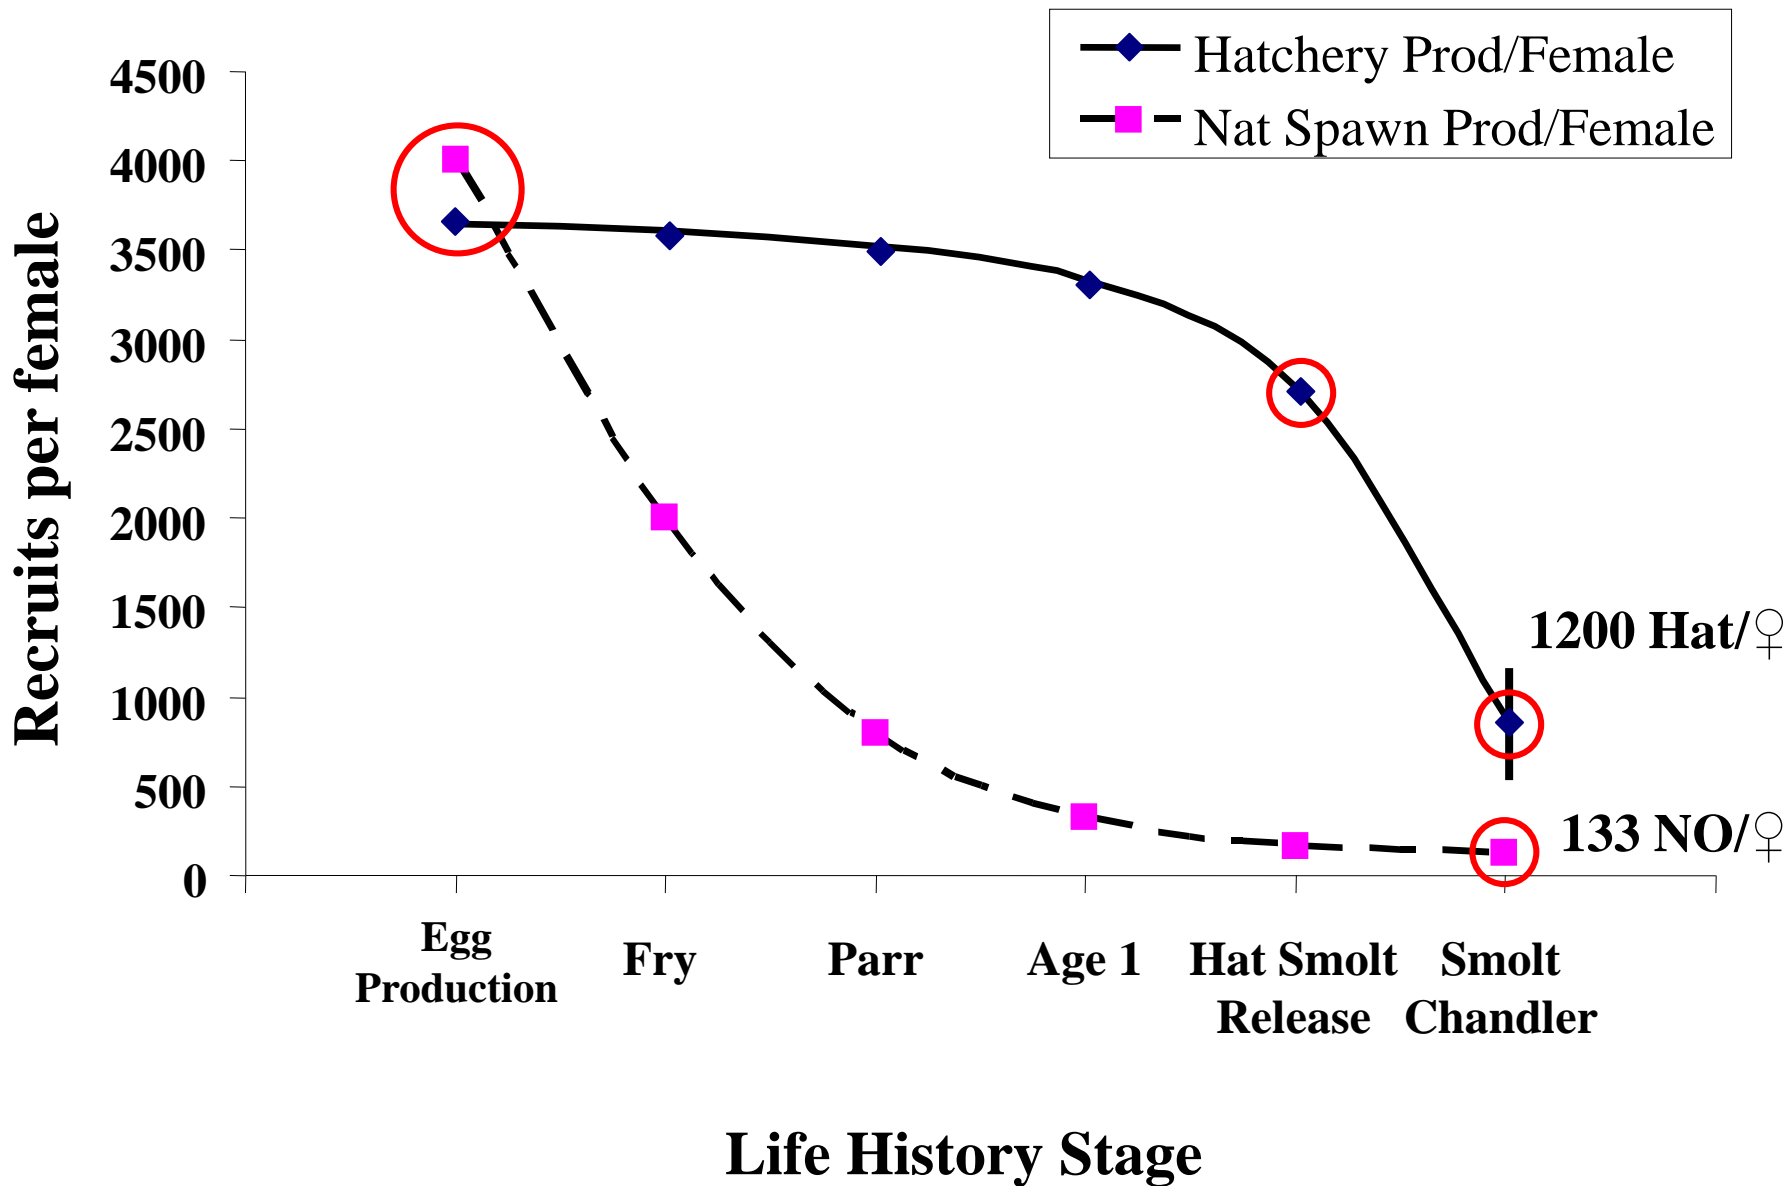 Hatchery Prod/Female
Nat Spawn Prod/Female
4500
4000
3500
3000
2500
2000
1500
1000
500
0
Recruits per female
1200 Hat/♀
133 NO/♀
Egg
Production
Fry
Parr
Age 1
Hat Smolt
Release
Smolt
Chandler
Life History Stage